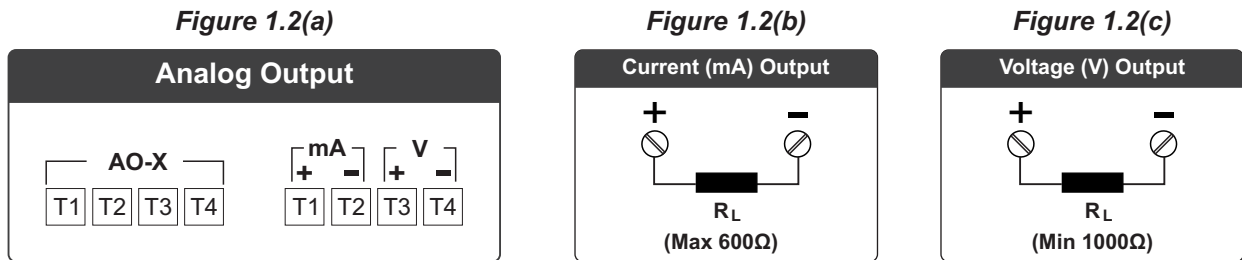 Figure 1.2(a)
Analog Output
AO-X
T1 T2 T3 T4
mA V
+ − + −
T1 T2 T3 T4
Figure 1.2(b)
Current (mA) Output
+ −
RL
(Max 600Ω)
Figure 1.2(c)
Voltage (V) Output
+ −
RL
(Min 1000Ω)